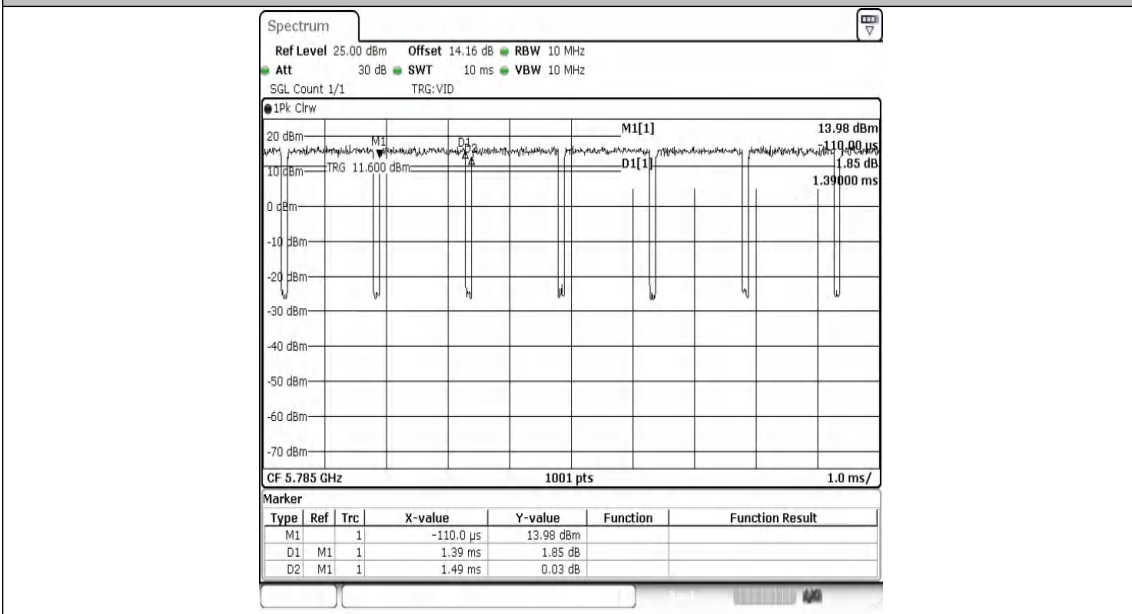 Spectrum
Ref Level 25.00 dBm Offset 14.16 dB RBW 10 MHz
Att 30 dB SWT 10 ms VBW 10 MHz
SGL Count 1/1 TRG:VID
1Pk Clrw
M1[1] 13.98 dBm
-110.00 µs
D1[1] 1.85 dB
1.39000 ms
20 dBm
M1
D1
D2
10 dBm
TRG 11.600 dBm
0 dBm
-10 dBm
-20 dBm
-30 dBm
-40 dBm
-50 dBm
-60 dBm
-70 dBm
CF 5.785 GHz 1001 pts 1.0 ms/
Marker
Type Ref Trc X-value Y-value Function Function Result
M1 1 -110.0 µs 13.98 dBm
D1 M1 1 1.39 ms 1.85 dB
D2 M1 1 1.49 ms 0.03 dB